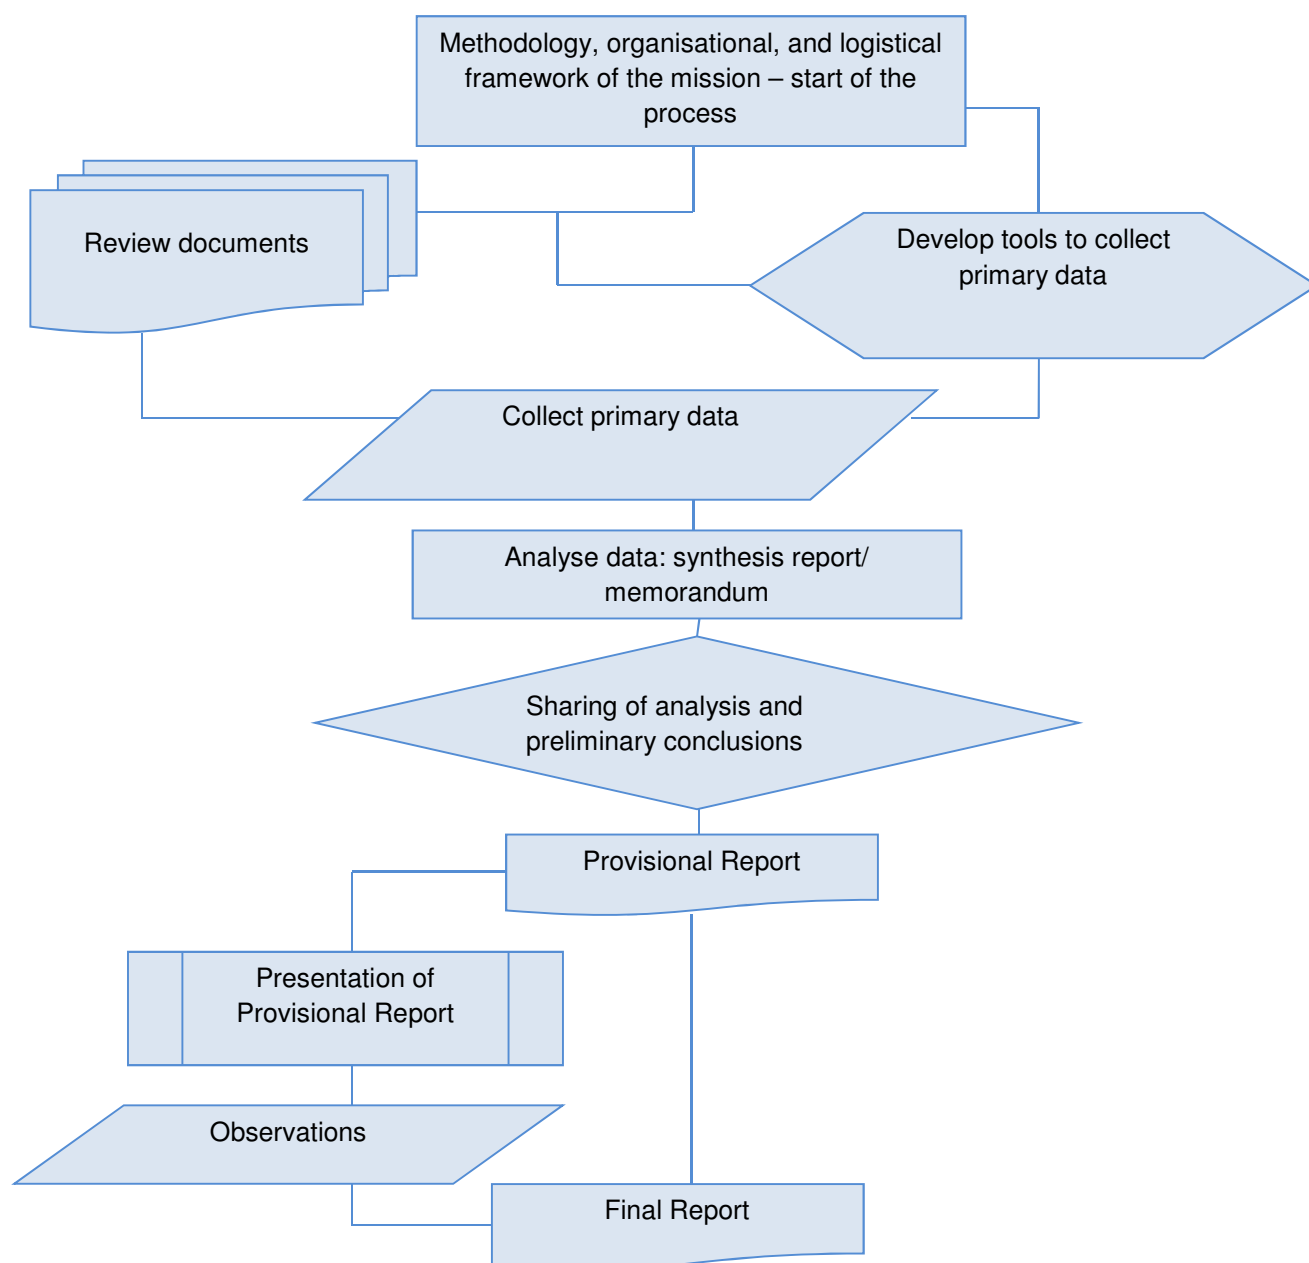 Methodology, organisational, and logistical
framework of the mission – start of the
process
Review documents
Develop tools to collect
primary data
Collect primary data
Analyse data: synthesis report/
memorandum
Sharing of analysis and
preliminary conclusions
Provisional Report
Presentation of
Provisional Report
Observations
Final Report